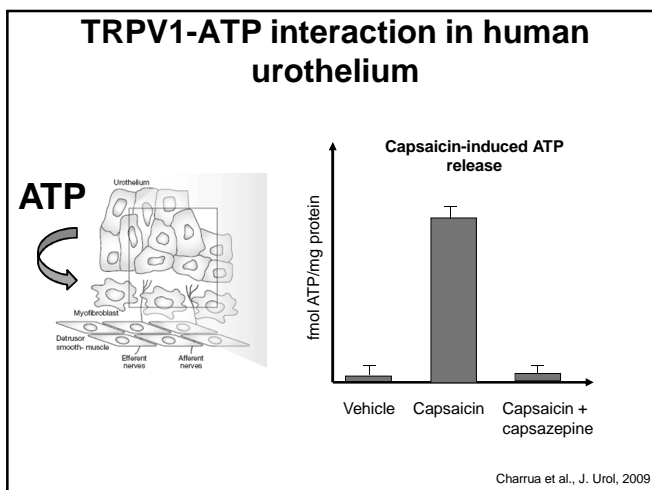 TRPV1-ATP interaction in human
urothelium
ATP
Urothelium
Myofibroblast
Detrusor
smooth- muscle
Efferent
nerves
Afferent
nerves
Capsaicin-induced ATP
release
fmol ATP/mg protein
Vehicle
Capsaicin
Capsaicin +
capsazepine
Charrua et al., J. Urol, 2009